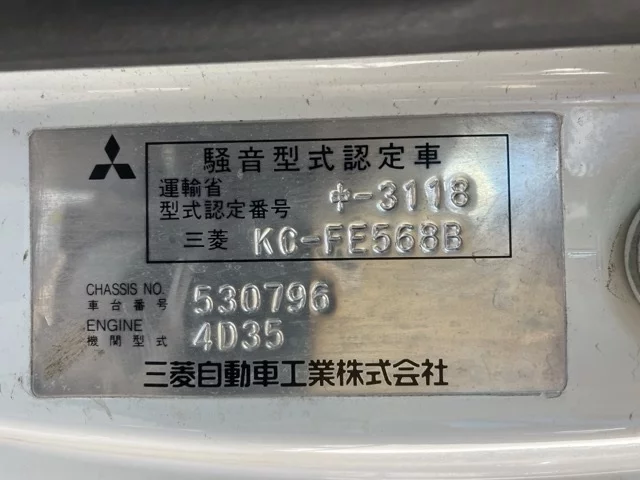 騒音型式認定車
運輸省
型式認定番号 中-3118
三菱 KC-FE568B
CHASSIS NO.
車台番号 530796
ENGINE
機関型式 4D35
三菱自動車工業株式会社